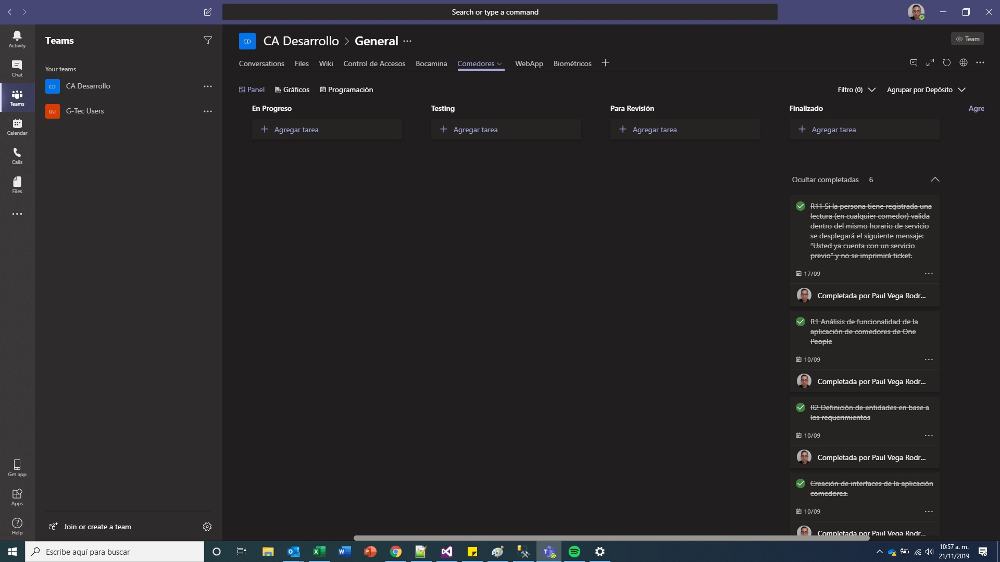 Search or type a command
Activity
Chat
Teams
Calendar
Calls
Files
Get app
Apps
Help
Teams
Your teams
CD CA Desarrollo
GU G-Tec Users
Join or create a team
CD CA Desarrollo > General
Team
Conversations Files Wiki Control de Accesos Bocamina Comedores WebApp Biométricos
Panel Gráficos Programación
Filtro (0) Agrupar por Depósito
En Progreso Testing Para Revisión Finalizado Agre
Agregar tarea Agregar tarea Agregar tarea Agregar tarea
Ocultar completadas 6
R11 Si la persona tiene registrada una
lectura (en cualquier comedor) valida
dentro del mismo horario de servicio
se desplegará el siguiente mensaje:
“Usted ya cuenta con un servicio
previo” y no se imprimirá ticket.
17/09
Completada por Paul Vega Rodr...
R1 Análisis de funcionalidad de la
aplicación de comedores de One
People
10/09
Completada por Paul Vega Rodr...
R2 Definición de entidades en base a
los requerimientos
10/09
Completada por Paul Vega Rodr...
Creación de interfaces de la aplicación
comedores.
10/09
Completada por Paul Vega Rodr...
Escribe aquí para buscar
10:57 a. m.
21/11/2019